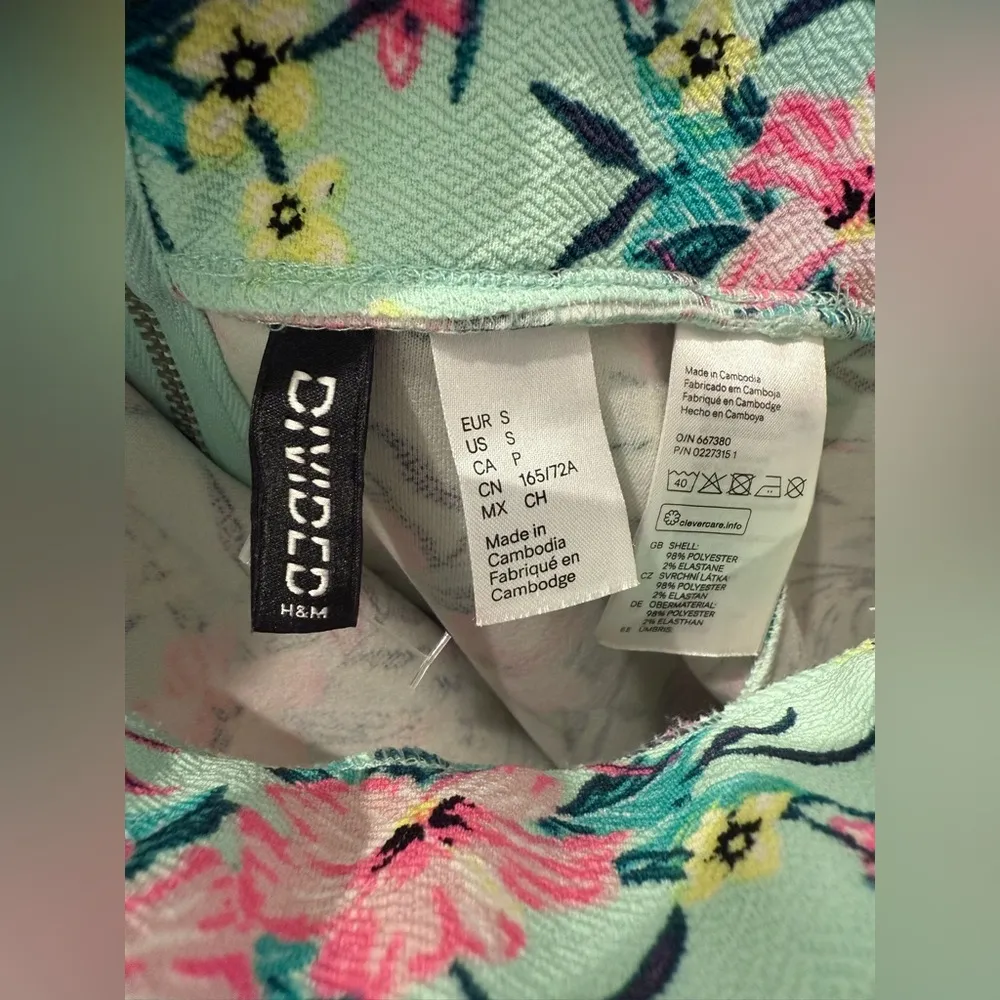 DIVIDED
H&M
EUR S
US S
CA P
CN 165/72A
MX CH
Made in
Cambodia
Fabriqué en
Cambodge
Made in Cambodia
Fabricado em Camboja
Fabriqué en Cambodge
Hecho en Camboya
O/N 667380
P/N 0227315 1
40
clevercare.info
GB SHELL:
98% POLYESTER
2% ELASTANE
CZ SVRCHNÍ LÁTKA
98% POLYESTER
2% ELASTAN
DE OBERMATERIAL:
98% POLYESTER
2% ELASTHAN